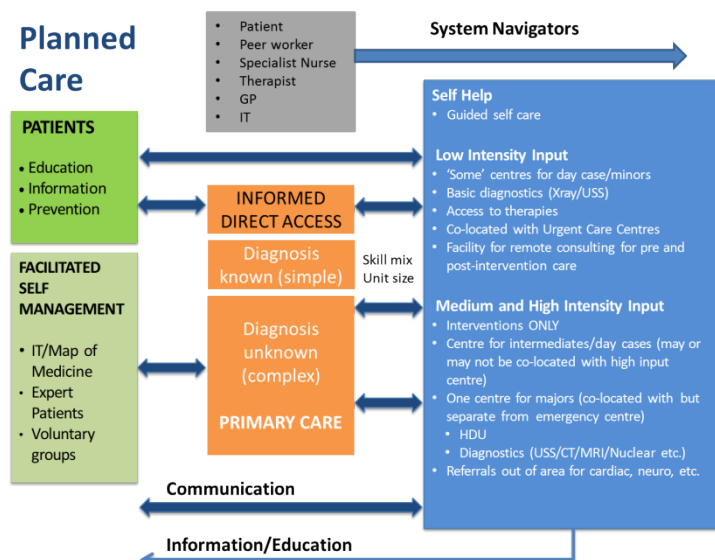 Planned
Care
• Patient
• Peer worker
• Specialist Nurse
• Therapist
• GP
• IT
System Navigators
PATIENTS
• Education
• Information
• Prevention
FACILITATED
SELF
MANAGEMENT
• IT/Map of
Medicine
• Expert
Patients
• Voluntary
groups
INFORMED
DIRECT ACCESS
Diagnosis
known (simple)
Diagnosis
unknown
(complex)
PRIMARY CARE
Skill mix
Unit size
Self Help
• Guided self care
Low Intensity Input
• ‘Some’ centres for day case/minors
• Basic diagnostics (Xray/USS)
• Access to therapies
• Co-located with Urgent Care Centres
• Facility for remote consulting for pre and
post-intervention care
Medium and High Intensity Input
• Interventions ONLY
• Centre for intermediates/day cases (may or
may not be co-located with high input
centre)
• One centre for majors (co-located with but
separate from emergency centre)
• HDU
• Diagnostics (USS/CT/MRI/Nuclear etc.)
• Referrals out of area for cardiac, neuro, etc.
Communication
Information/Education